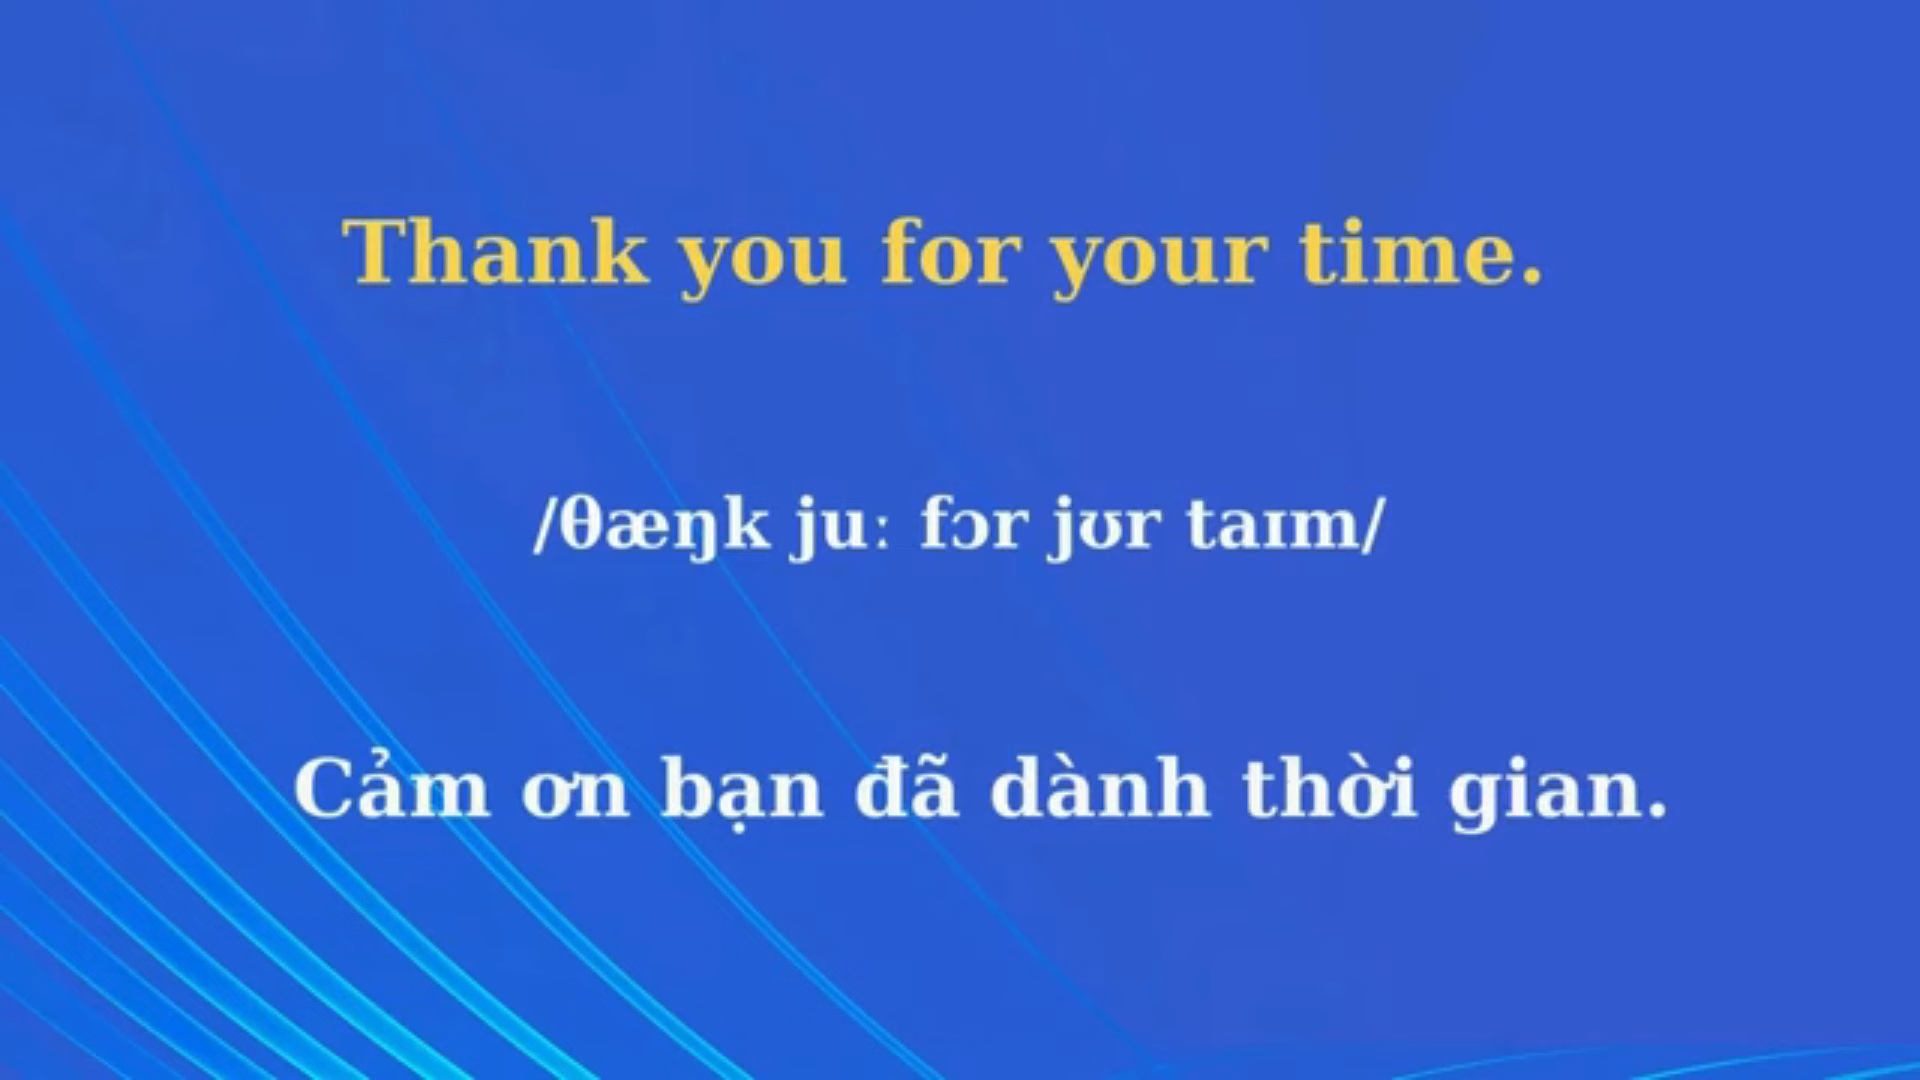 Thank you for your time.
/θæŋk juː fɔr jʊr taɪm/
Cảm ơn bạn đã dành thời gian.